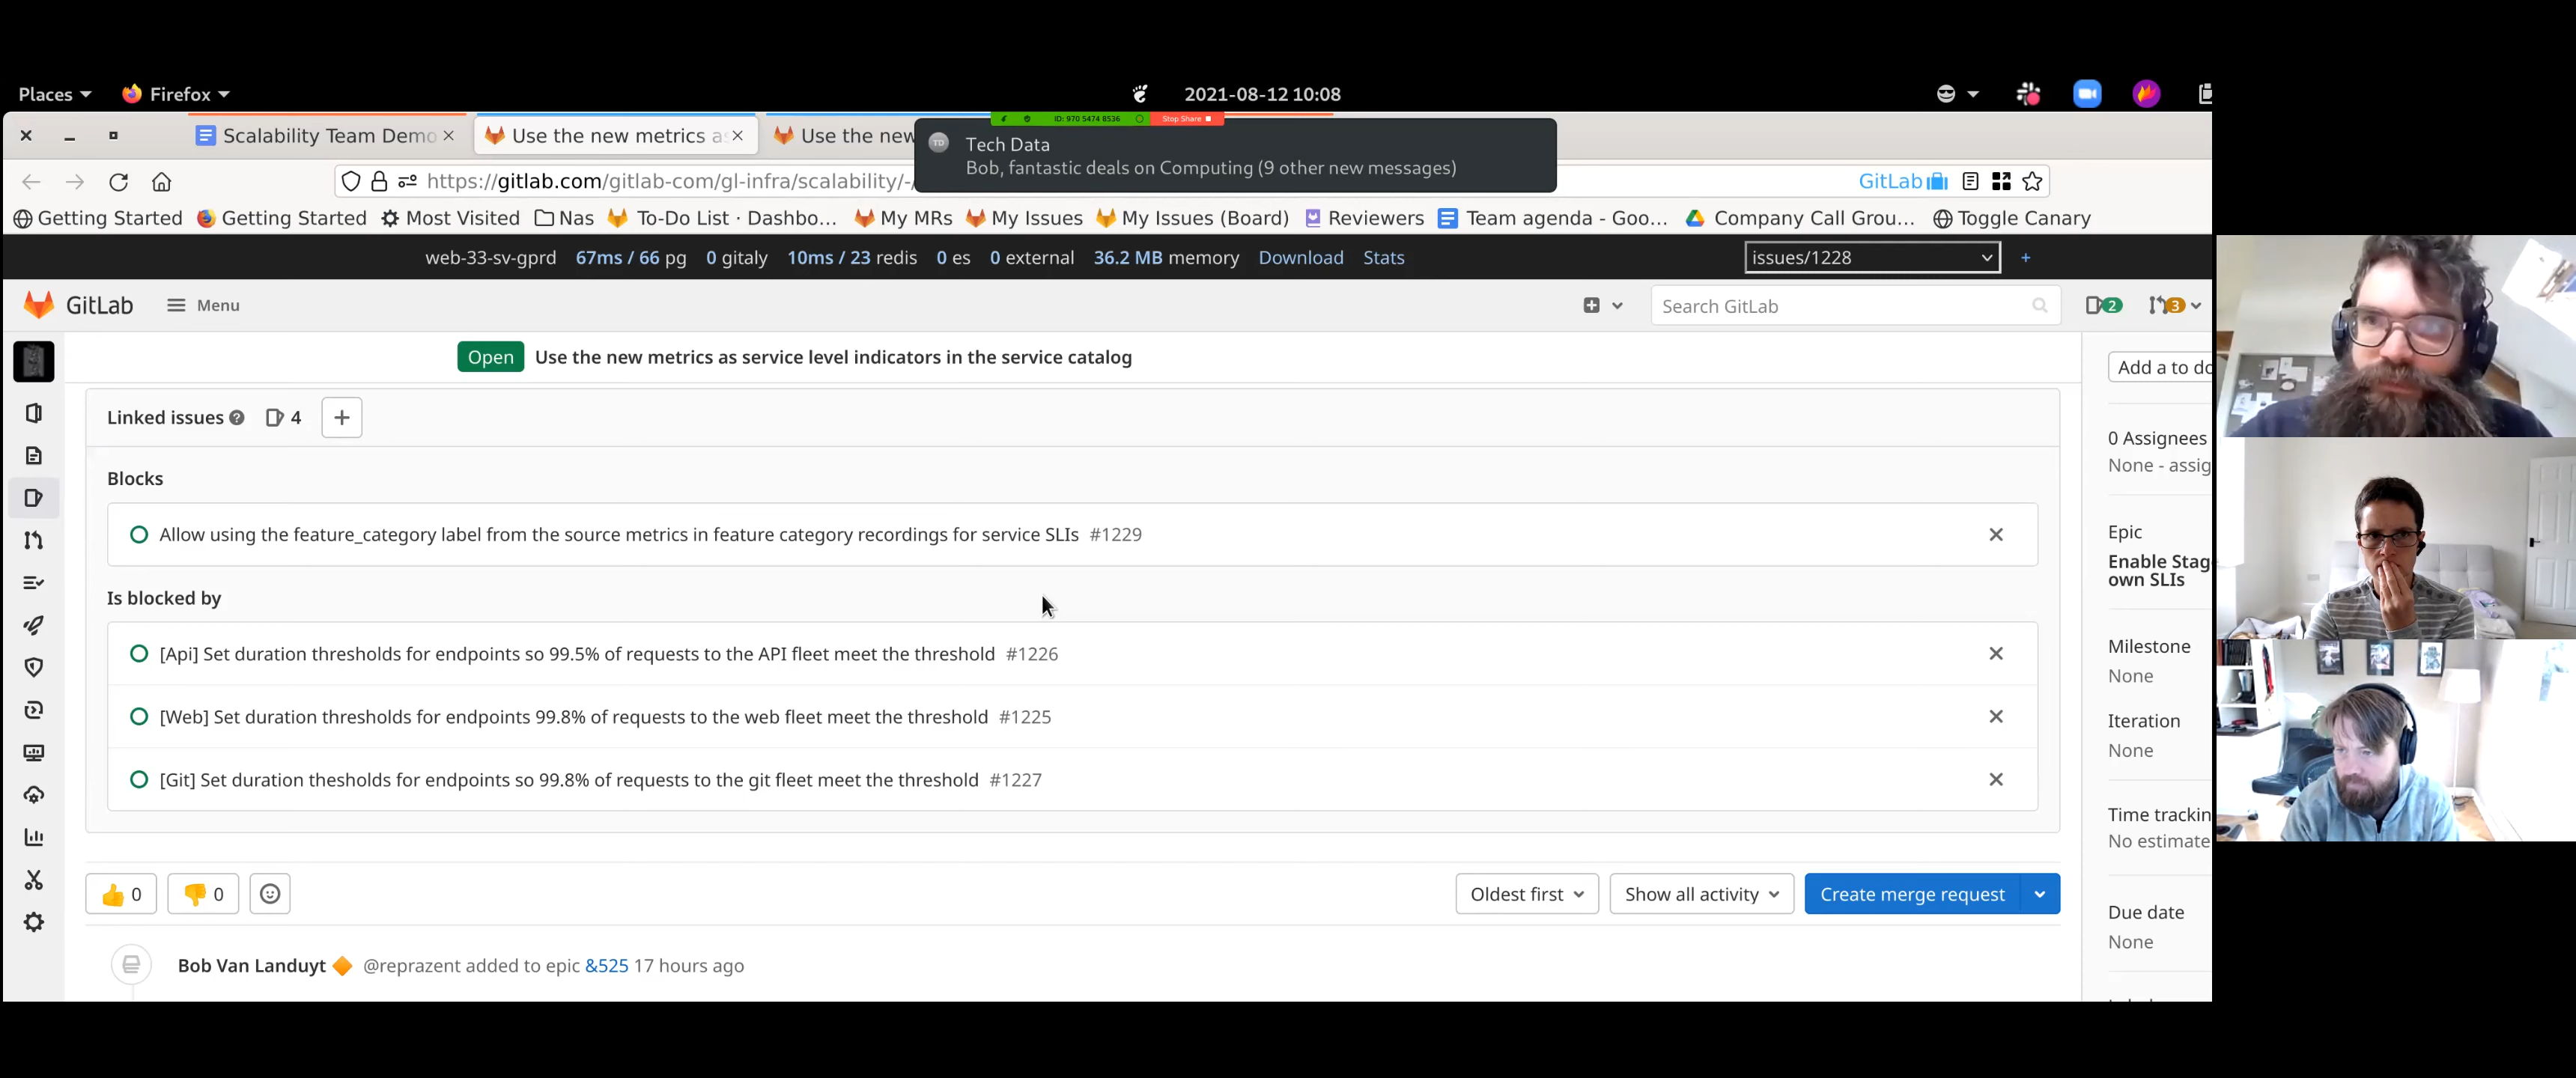 Places Firefox 2021-08-12 10:08
Scalability Team Demo Use the new metrics as Use the new
ID: 970 5474 8536 Stop Share
TD Tech Data
Bob, fantastic deals on Computing (9 other new messages)
https://gitlab.com/gitlab-com/gl-infra/scalability/-/ GitLab
Getting Started Getting Started Most Visited Nas To-Do List · Dashbo... My MRs My Issues My Issues (Board) Reviewers Team agenda - Goo... Company Call Grou... Toggle Canary
web-33-sv-gprd 67ms / 66 pg 0 gitaly 10ms / 23 redis 0 es 0 external 36.2 MB memory Download Stats issues/1228 +
GitLab Menu Search GitLab 2 3
Open Use the new metrics as service level indicators in the service catalog
Add a to do
Linked issues 4
Blocks
Allow using the feature_category label from the source metrics in feature category recordings for service SLIs #1229
Is blocked by
[Api] Set duration thresholds for endpoints so 99.5% of requests to the API fleet meet the threshold #1226
[Web] Set duration thresholds for endpoints 99.8% of requests to the web fleet meet the threshold #1225
[Git] Set duration thesholds for endpoints so 99.8% of requests to the git fleet meet the threshold #1227
0 Assignees
None - assig
Epic
Enable Stag
own SLIs
Milestone
None
Iteration
None
Time trackin
No estimate
Due date
None
0 0 Oldest first Show all activity Create merge request
Bob Van Landuyt @reprazent added to epic &525 17 hours ago